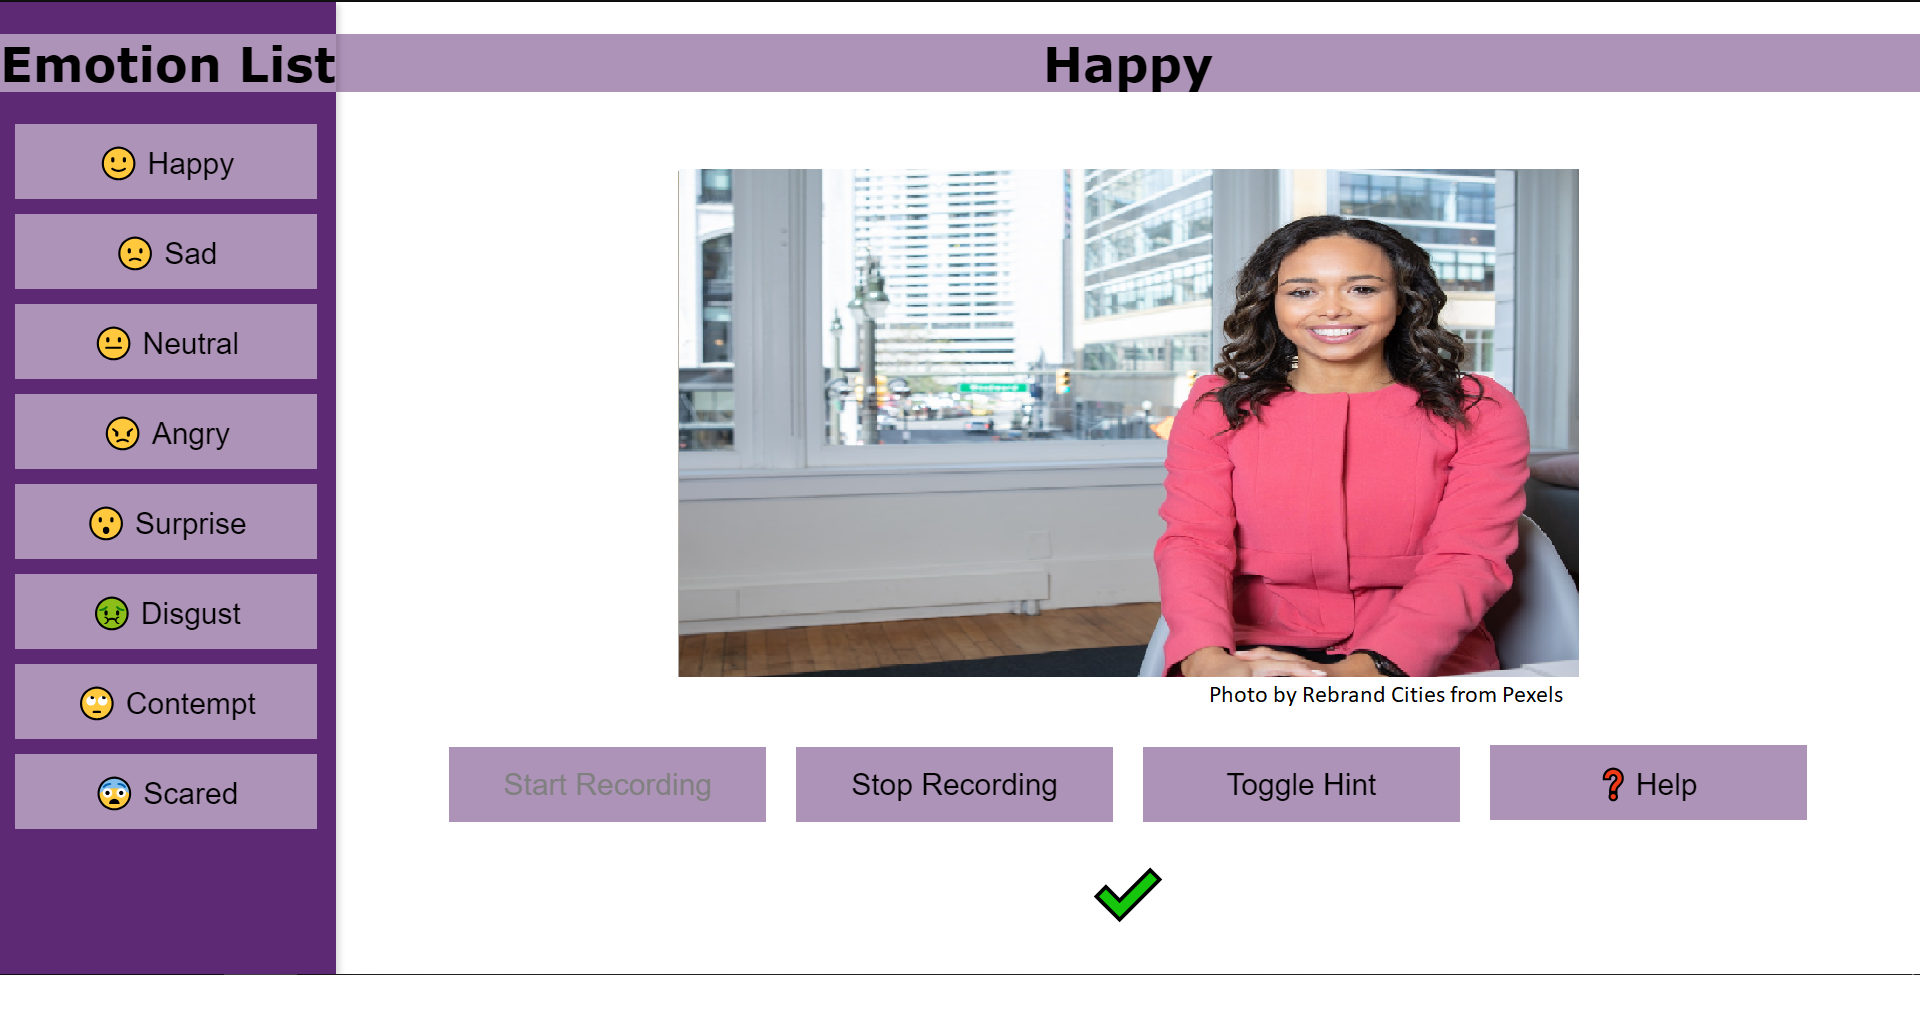 Emotion List
Happy
Happy
Sad
Neutral
Angry
Surprise
Disgust
Contempt
Scared
Photo by Rebrand Cities from Pexels
Start Recording
Stop Recording
Toggle Hint
Help